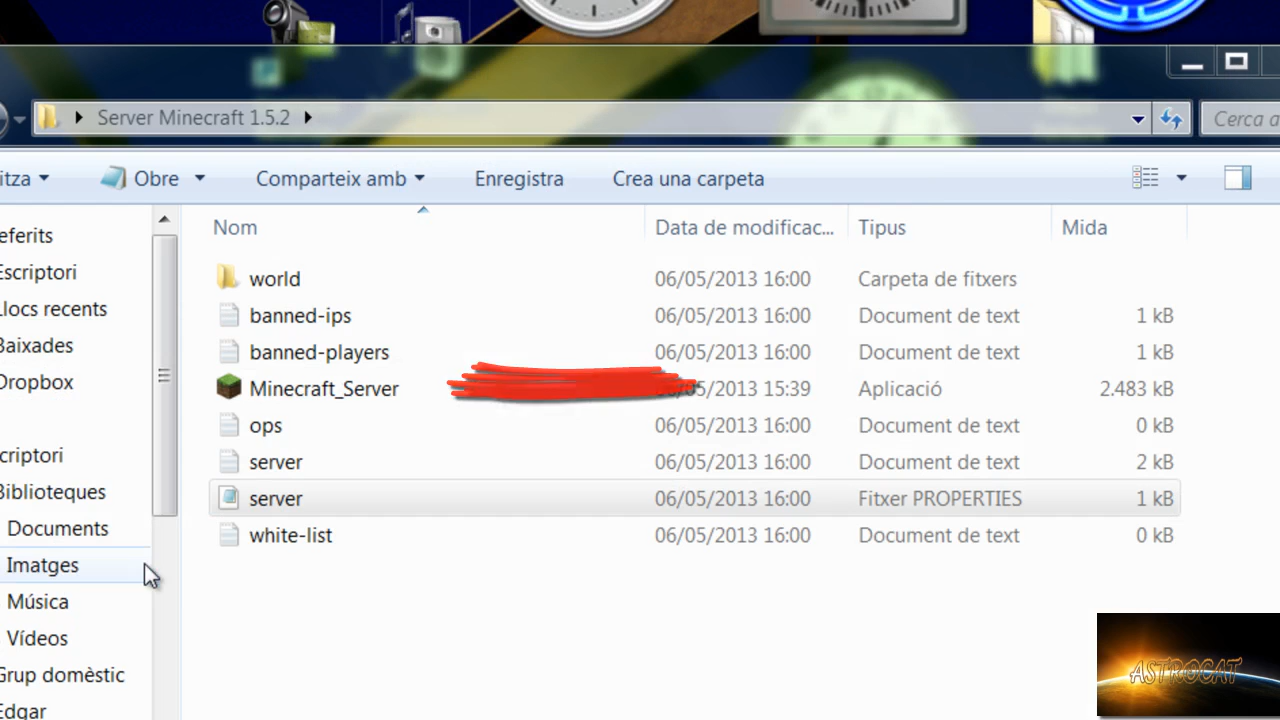 Server Minecraft 1.5.2
Cerca a
itza
Obre
Comparteix amb
Enregistra
Crea una carpeta
Nom
Data de modificac...
Tipus
Mida
eferits
Escriptori
Llocs recents
Baixades
Dropbox
criptori
Biblioteques
Documents
Imatges
Música
Vídeos
Grup domèstic
Edgar
world 06/05/2013 16:00 Carpeta de fitxers
banned-ips 06/05/2013 16:00 Document de text 1 kB
banned-players 06/05/2013 16:00 Document de text 1 kB
Minecraft_Server /05/2013 15:39 Aplicació 2.483 kB
ops 06/05/2013 16:00 Document de text 0 kB
server 06/05/2013 16:00 Document de text 2 kB
server 06/05/2013 16:00 Fitxer PROPERTIES 1 kB
white-list 06/05/2013 16:00 Document de text 0 kB
ASTROCAT